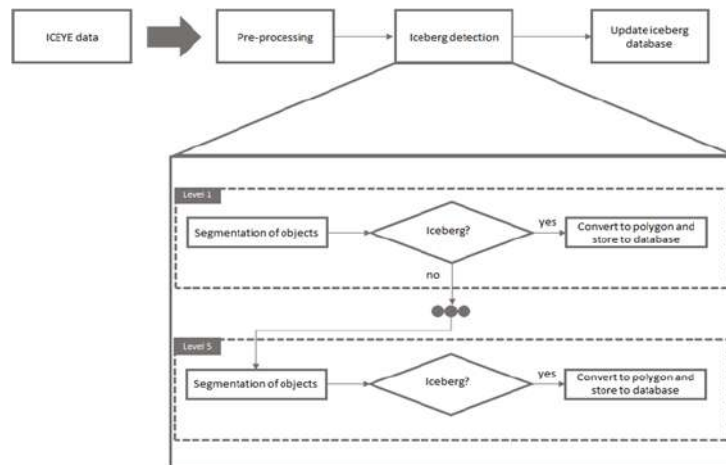 ICEYE data
Pre-processing
Iceberg detection
Update iceberg
database
Level 1
Segmentation of objects
Iceberg?
yes
Convert to polygon and
store to database
no
Level 5
Segmentation of objects
Iceberg?
yes
Convert to polygon and
store to database